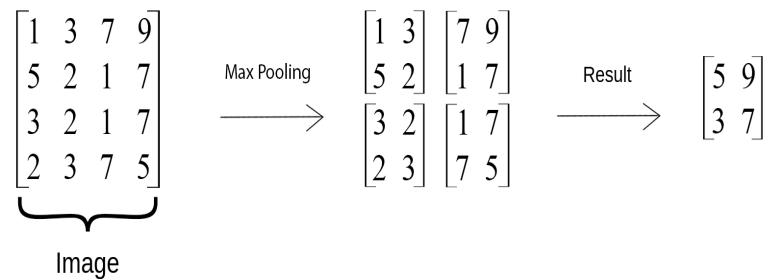 1 3 7 9
5 2 1 7
3 2 1 7
2 3 7 5
Image
Max Pooling
1 3
5 2
7 9
1 7
3 2
2 3
1 7
7 5
Result
5 9
3 7